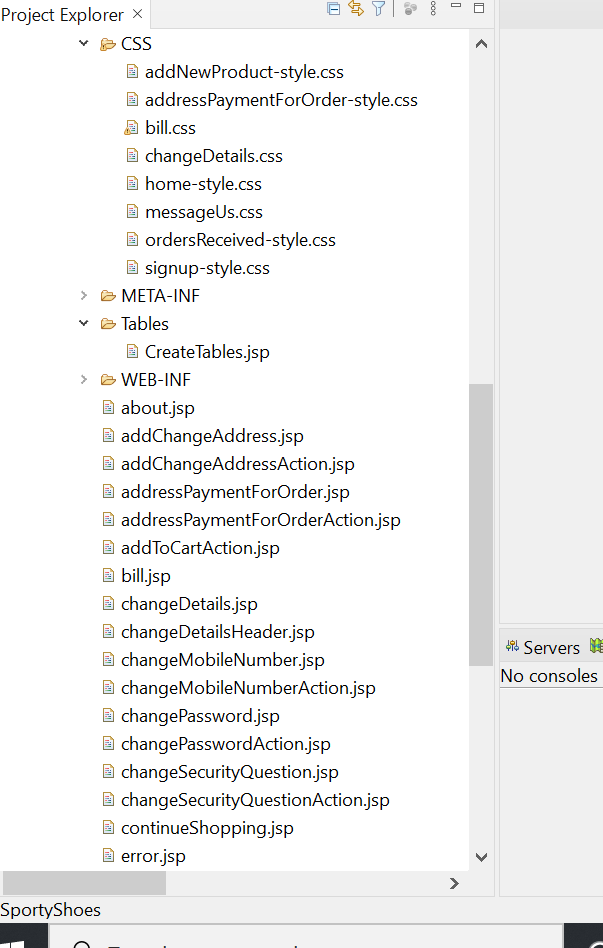 Project Explorer
CSS
addNewProduct-style.css
addressPaymentForOrder-style.css
bill.css
changeDetails.css
home-style.css
messageUs.css
ordersReceived-style.css
signup-style.css
META-INF
Tables
CreateTables.jsp
WEB-INF
about.jsp
addChangeAddress.jsp
addChangeAddressAction.jsp
addressPaymentForOrder.jsp
addressPaymentForOrderAction.jsp
addToCartAction.jsp
bill.jsp
changeDetails.jsp
changeDetailsHeader.jsp
Servers
changeMobileNumber.jsp
No consoles
changeMobileNumberAction.jsp
changePassword.jsp
changePasswordAction.jsp
changeSecurityQuestion.jsp
changeSecurityQuestionAction.jsp
continueShopping.jsp
error.jsp
SportyShoes